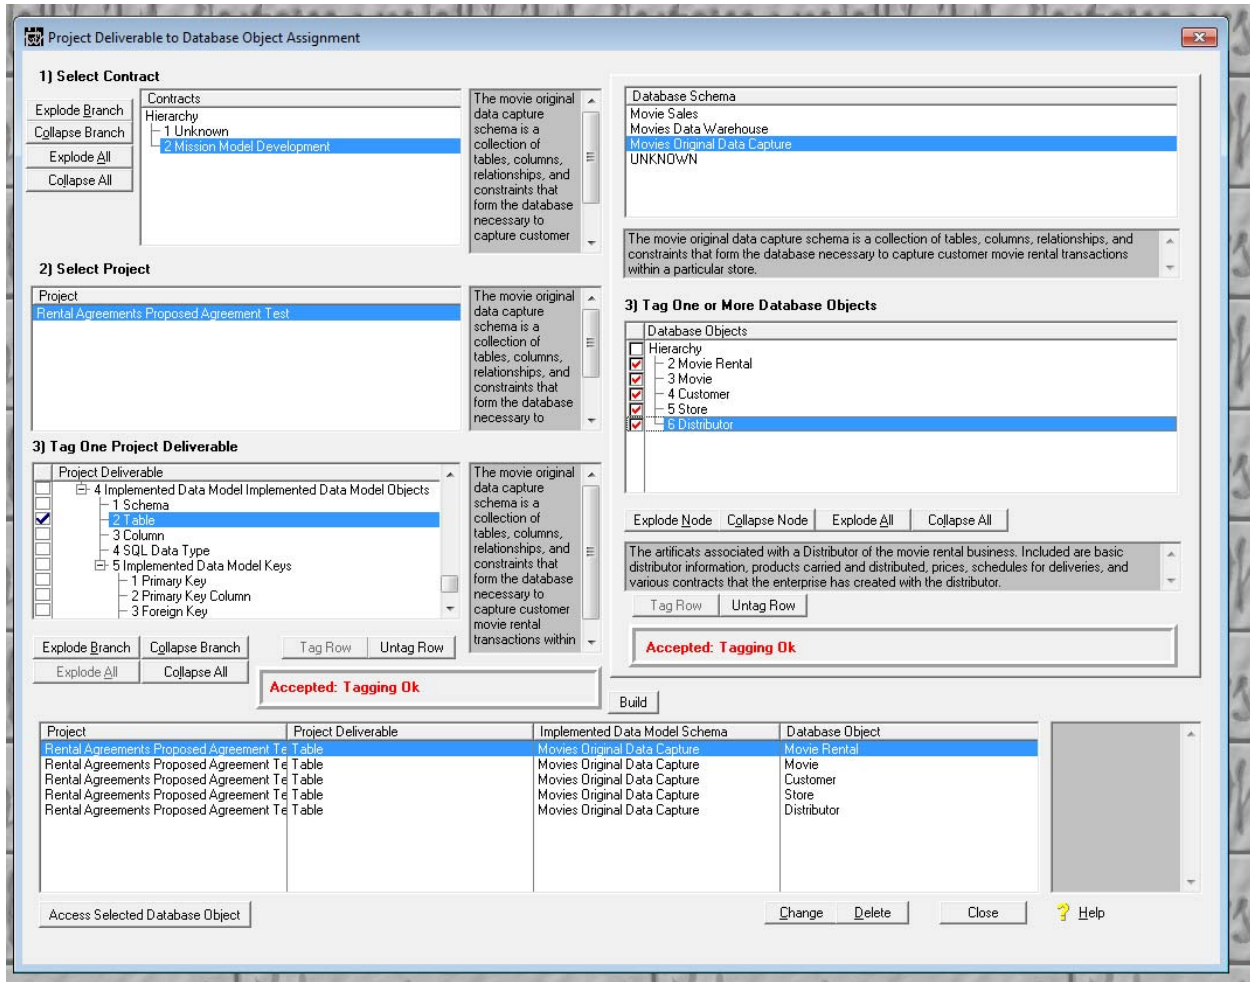 Project Deliverable to Database Object Assignment
1) Select Contract
Explode Branch
Collapse Branch
Explode All
Collapse All
Contracts
Hierarchy
1 Unknown
2 Mission Model Development
The movie original
data capture
schema is a
collection of
tables, columns,
relationships, and
constraints that
form the database
necessary to
capture customer
2) Select Project
Project
Rental Agreements Proposed Agreement Test
The movie original
data capture
schema is a
collection of
tables, columns,
relationships, and
constraints that
form the database
necessary to
3) Tag One Project Deliverable
Project Deliverable
4 Implemented Data Model Implemented Data Model Objects
1 Schema
2 Table
3 Column
4 SQL Data Type
5 Implemented Data Model Keys
1 Primary Key
2 Primary Key Column
3 Foreign Key
The movie original
data capture
schema is a
collection of
tables, columns,
relationships, and
constraints that
form the database
necessary to
capture customer
movie rental
transactions within
Explode Branch
Collapse Branch
Tag Row
Untag Row
Explode All
Collapse All
Accepted: Tagging Ok
Database Schema
Movie Sales
Movies Data Warehouse
Movies Original Data Capture
UNKNOWN
The movie original data capture schema is a collection of tables, columns, relationships, and
constraints that form the database necessary to capture customer movie rental transactions
within a particular store.
3) Tag One or More Database Objects
Database Objects
Hierarchy
2 Movie Rental
3 Movie
4 Customer
5 Store
6 Distributor
Explode Node
Collapse Node
Explode All
Collapse All
The artificats associated with a Distributor of the movie rental business. Included are basic
distributor information, products carried and distributed, prices, schedules for deliveries, and
various contracts that the enterprise has created with the distributor.
Tag Row
Untag Row
Accepted: Tagging Ok
Build
Project Project Deliverable Implemented Data Model Schema Database Object
Rental Agreements Proposed Agreement Te Table Movies Original Data Capture Movie Rental
Rental Agreements Proposed Agreement Te Table Movies Original Data Capture Movie
Rental Agreements Proposed Agreement Te Table Movies Original Data Capture Customer
Rental Agreements Proposed Agreement Te Table Movies Original Data Capture Store
Rental Agreements Proposed Agreement Te Table Movies Original Data Capture Distributor
Access Selected Database Object
Change
Delete
Close
? Help